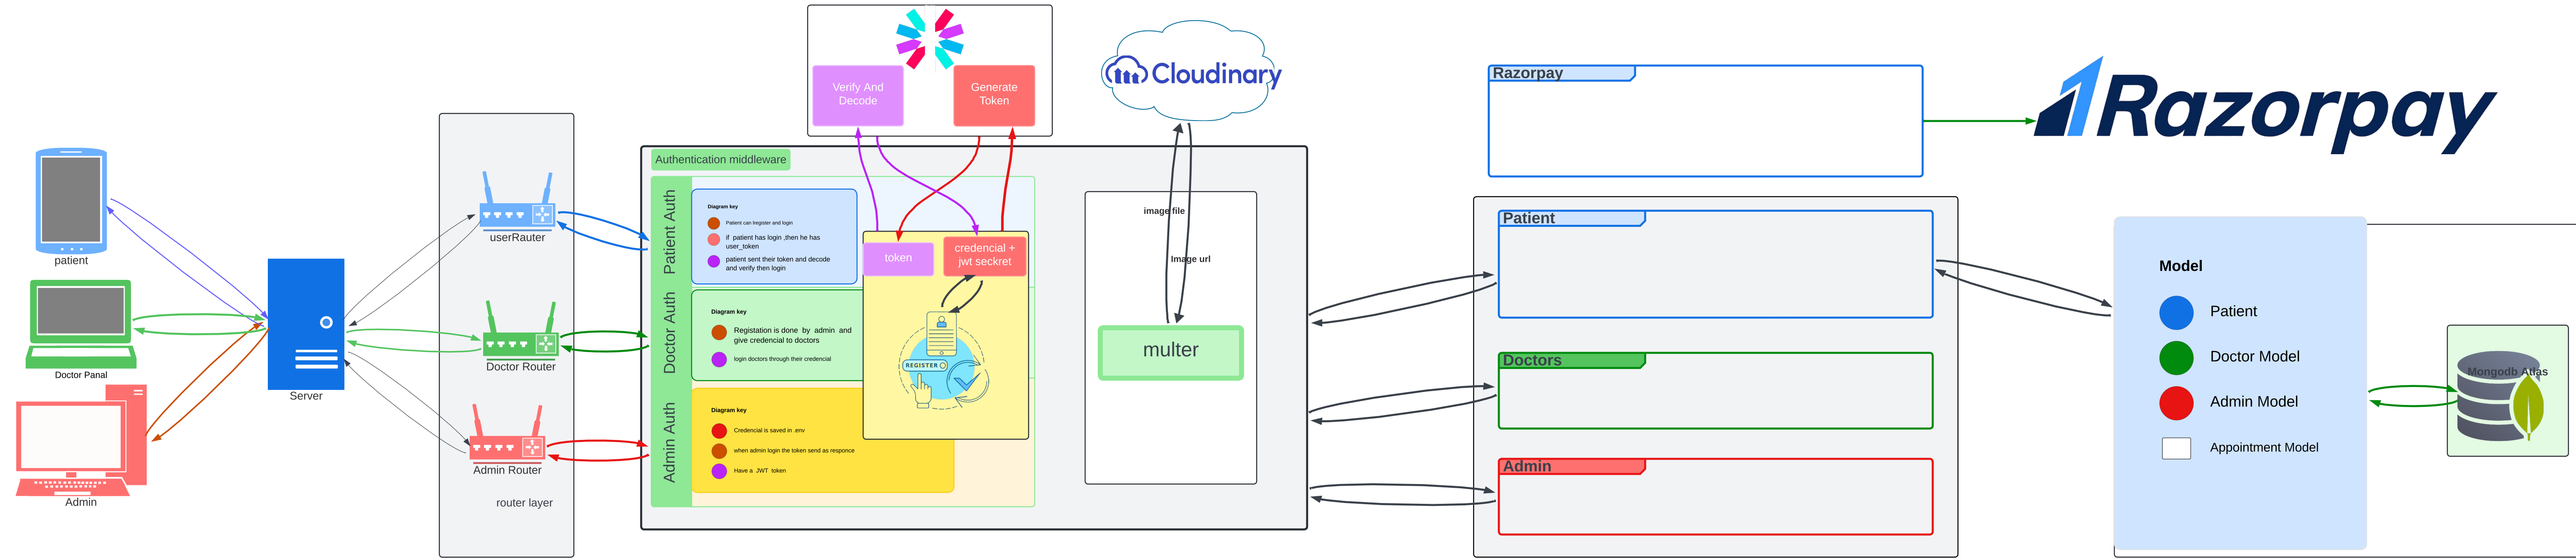 patient
Doctor Panal
Admin
Server
userRauter
Doctor Router
Admin Router
router layer
Verify And
Decode
Generate
Token
Authentication middleware
Patient Auth
Diagram key
Patient can lregister and login
if patient has login ,then he has
user_token
patient sent their token and decode
and verify then login
Doctor Auth
Diagram key
Registation is done by admin and
give credencial to doctors
login doctors through their credencial
Admin Auth
Diagram key
Credencial is saved in .env
when admin login the token send as responce
Have a JWT token
token
credencial +
jwt seckret
REGISTER
Cloudinary
image file
Image url
multer
Razorpay
Razorpay
Patient
Doctors
Admin
Model
Patient
Doctor Model
Admin Model
Appointment Model
Mongodb Atlas